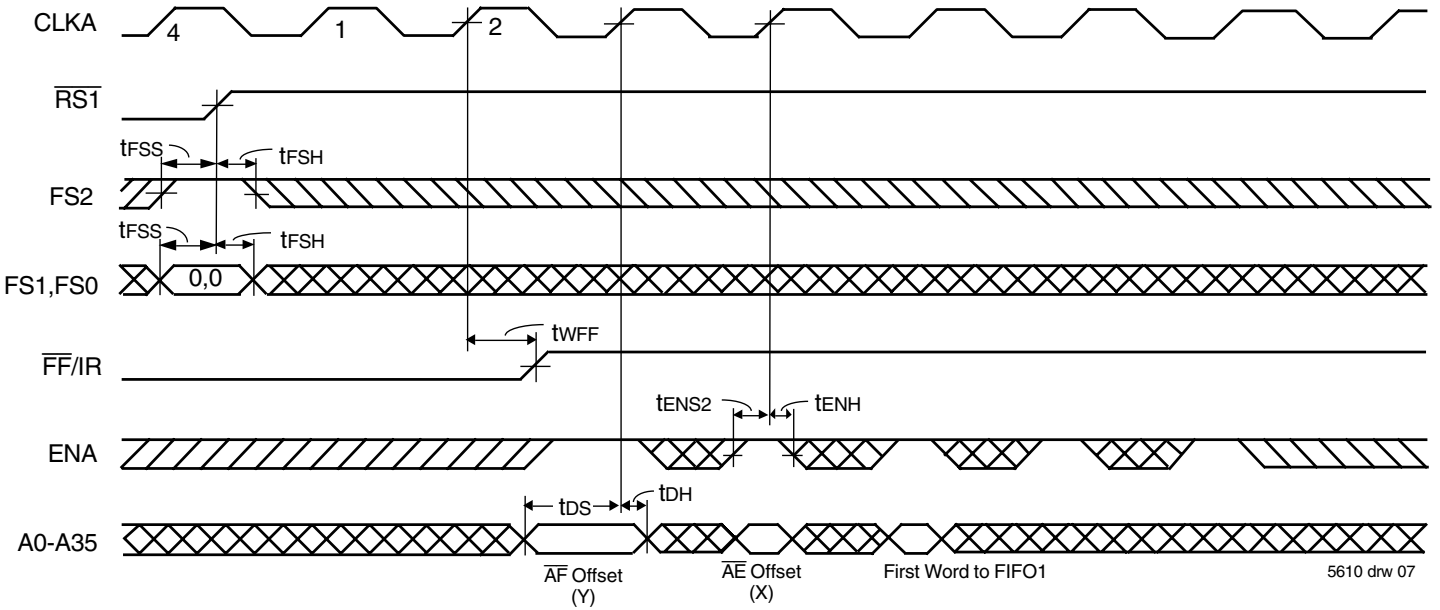 CLKA 4 1 2
RS1
tFSS tFSH
FS2
tFSS tFSH
FS1,FS0 0,0
tWFF
FF/IR
tENS2 tENH
ENA
tDS tDH
A0-A35
AF Offset (Y)
AE Offset (X)
First Word to FIFO1
5610 drw 07